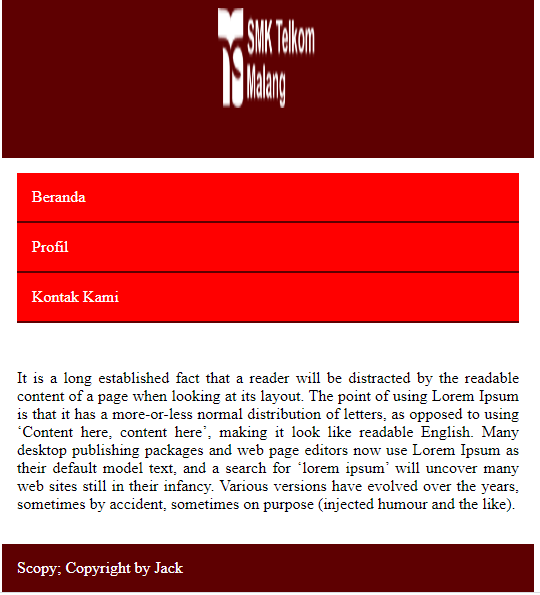 SMK Telkom
Malang
Beranda
Profil
Kontak Kami
It is a long established fact that a reader will be distracted by the readable
content of a page when looking at its layout. The point of using Lorem Ipsum
is that it has a more-or-less normal distribution of letters, as opposed to using
‘Content here, content here’, making it look like readable English. Many
desktop publishing packages and web page editors now use Lorem Ipsum as
their default model text, and a search for ‘lorem ipsum’ will uncover many
web sites still in their infancy. Various versions have evolved over the years,
sometimes by accident, sometimes on purpose (injected humour and the like).
Scopy; Copyright by Jack